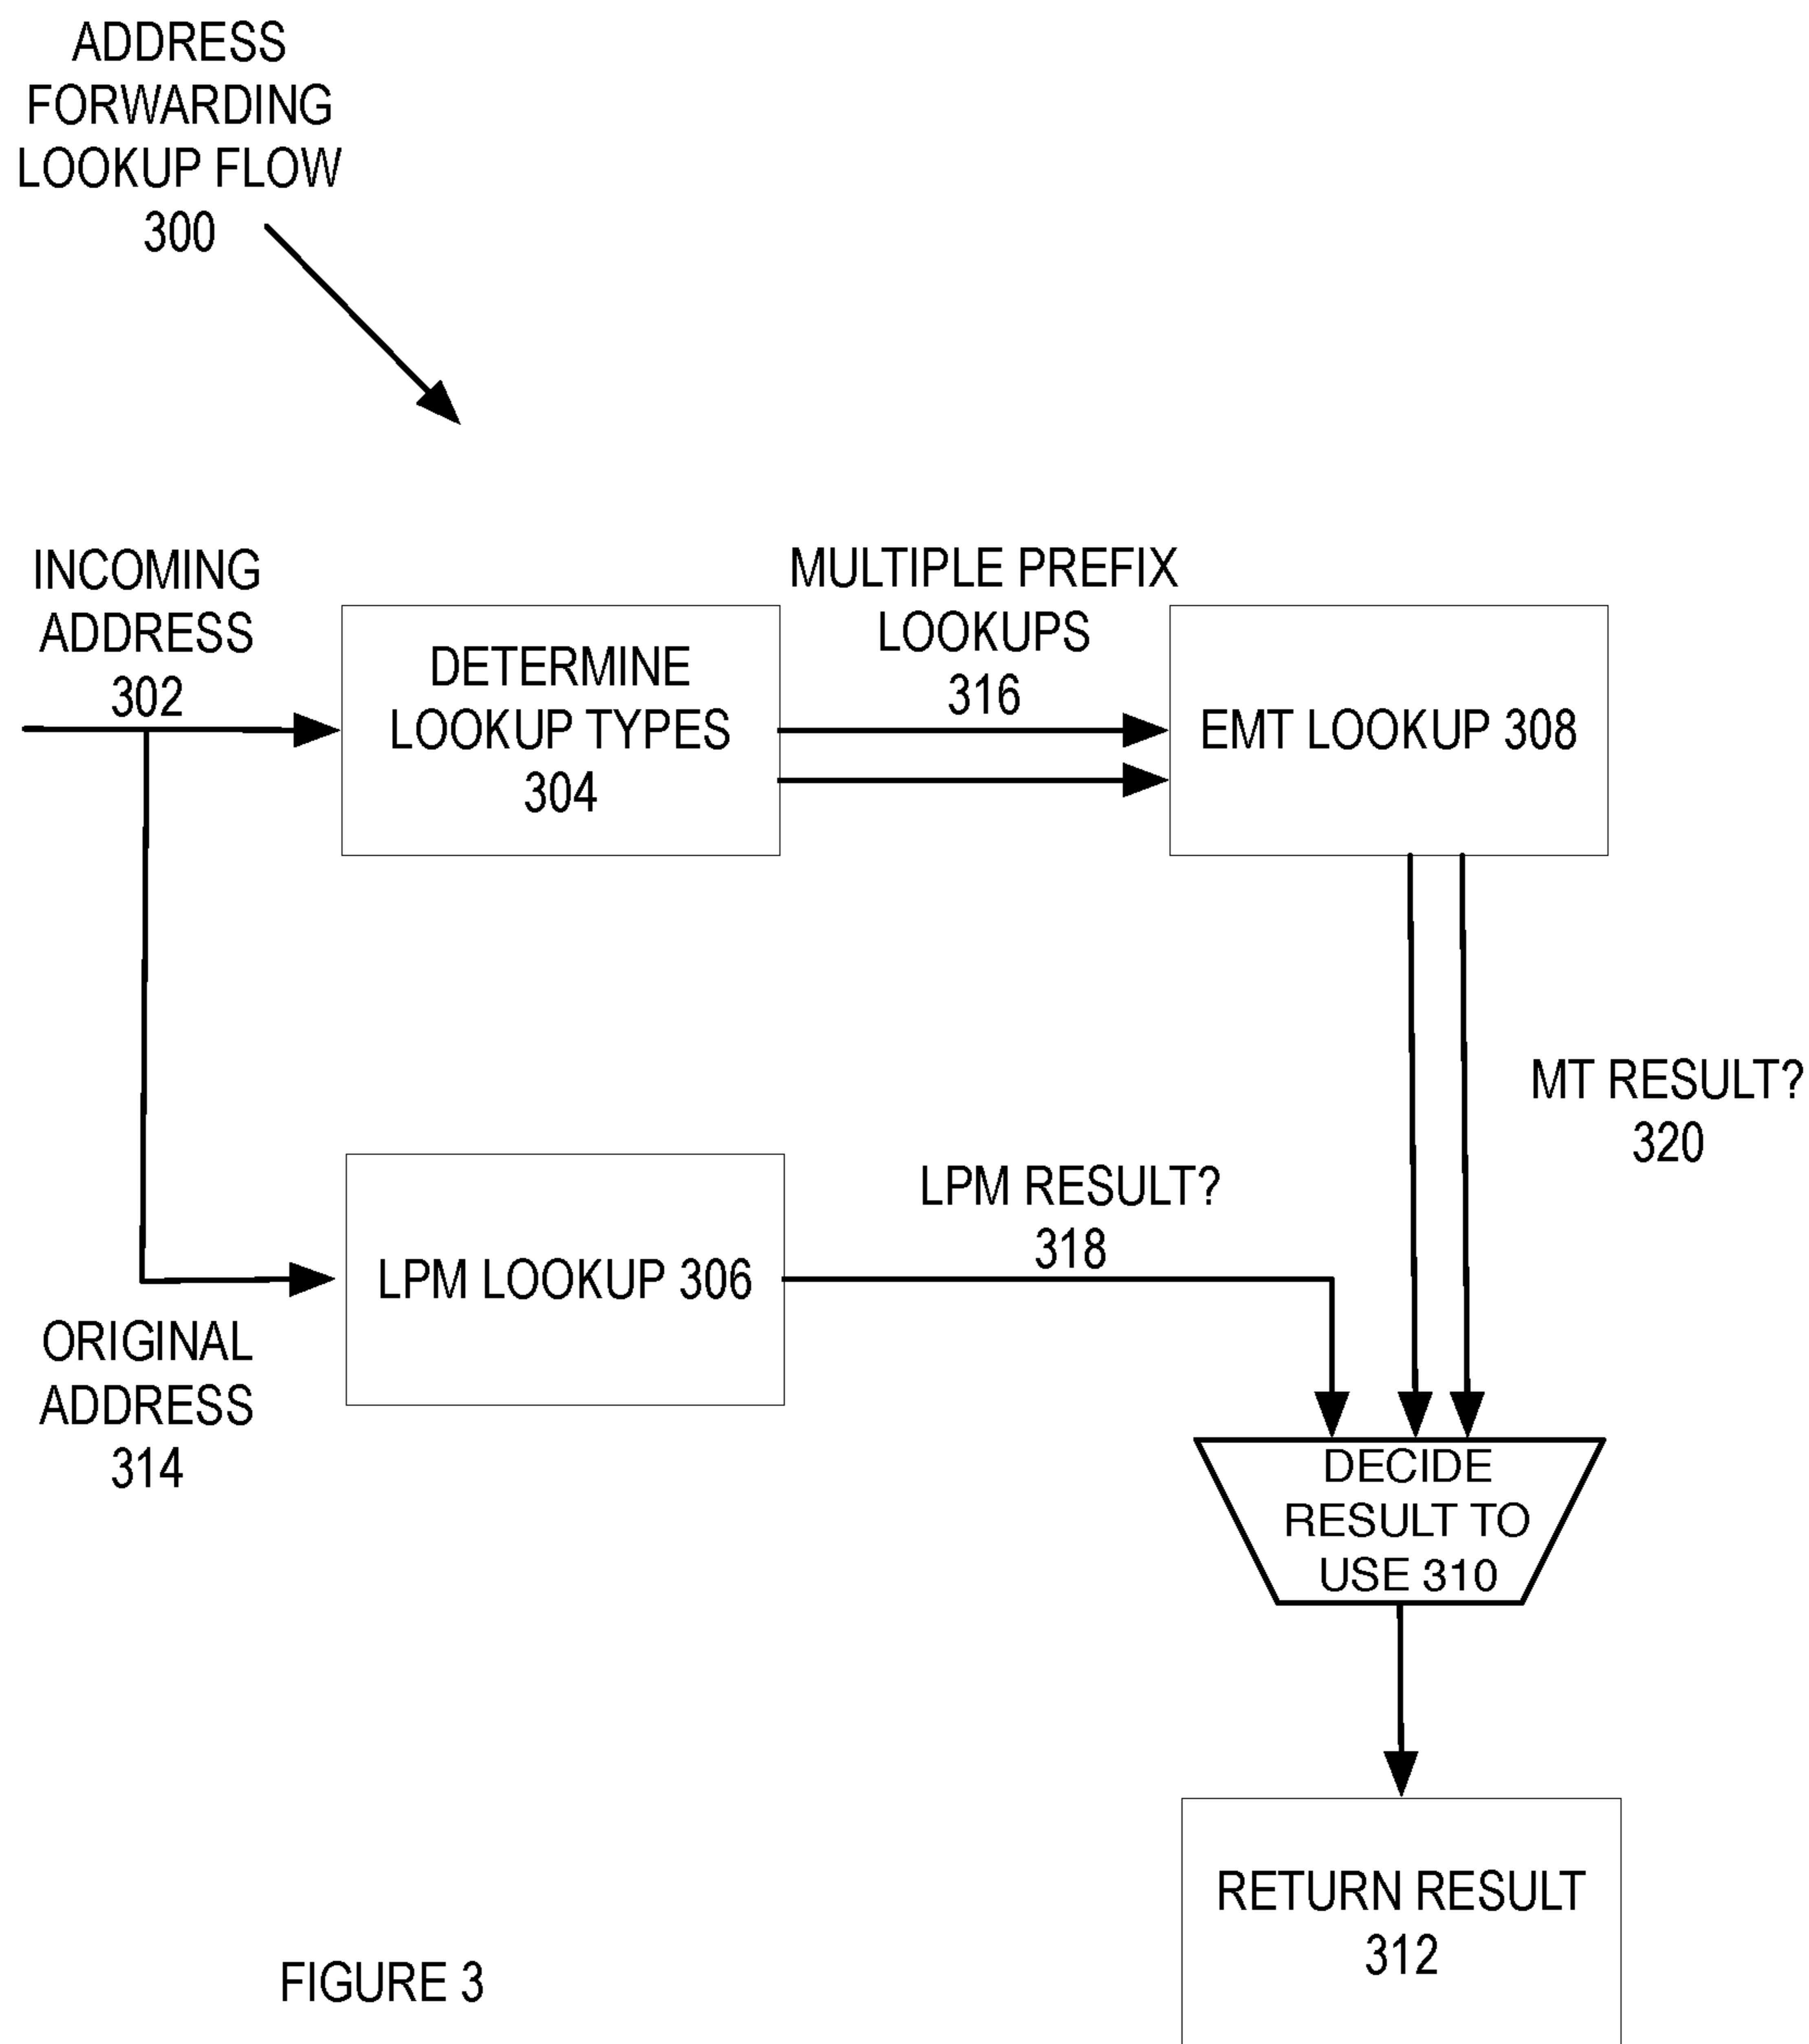 ADDRESS
FORWARDING
LOOKUP FLOW
300
INCOMING
ADDRESS
302
DETERMINE
LOOKUP TYPES
304
MULTIPLE PREFIX
LOOKUPS
316
EMT LOOKUP 308
MT RESULT?
320
LPM RESULT?
318
LPM LOOKUP 306
ORIGINAL
ADDRESS
314
DECIDE
RESULT TO
USE 310
RETURN RESULT
312
FIGURE 3